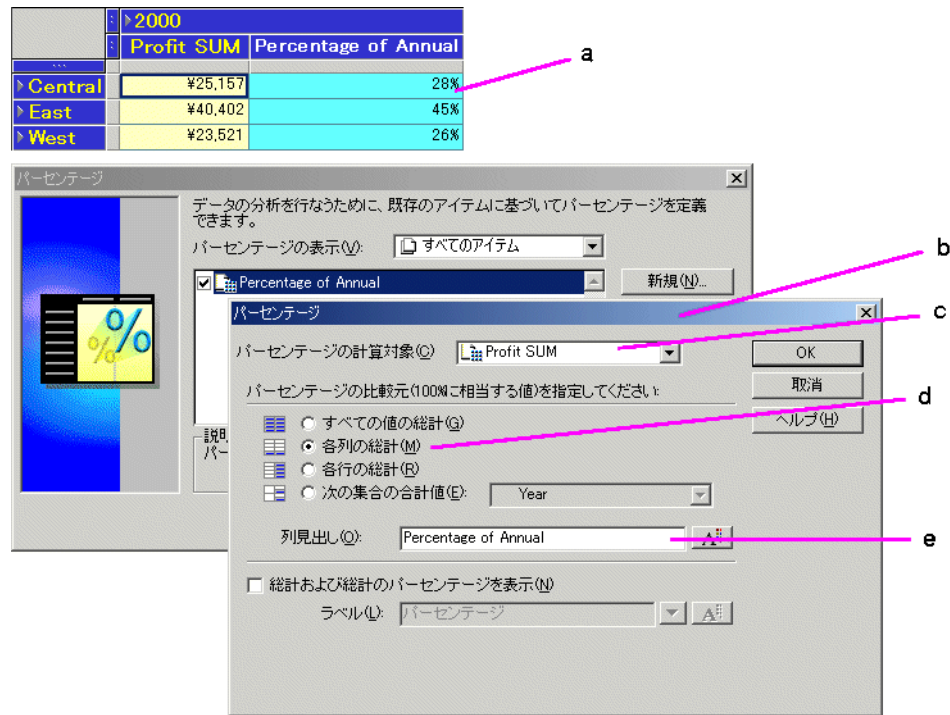 2000
Profit SUM Percentage of Annual
a
Central ¥25,157 28%
East ¥40,402 45%
West ¥23,521 26%
パーセンテージ
データの分析を行なうために、既存のアイテムに基づいてパーセンテージを定義
できます。
パーセンテージの表示(V): すべてのアイテム
b
Percentage of Annual 新規(N)...
パーセンテージ
c
パーセンテージの計算対象(C) Profit SUM OK
取消
パーセンテージの比較元(100%に相当する値)を指定してください:
d
すべての値の総計(G) ヘルプ(H)
説明
各列の総計(M)
パー
各行の総計(R)
次の集合の合計値(E): Year
列見出し(O): Percentage of Annual A
e
総計および総計のパーセンテージを表示(N)
ラベル(L): パーセンテージ A